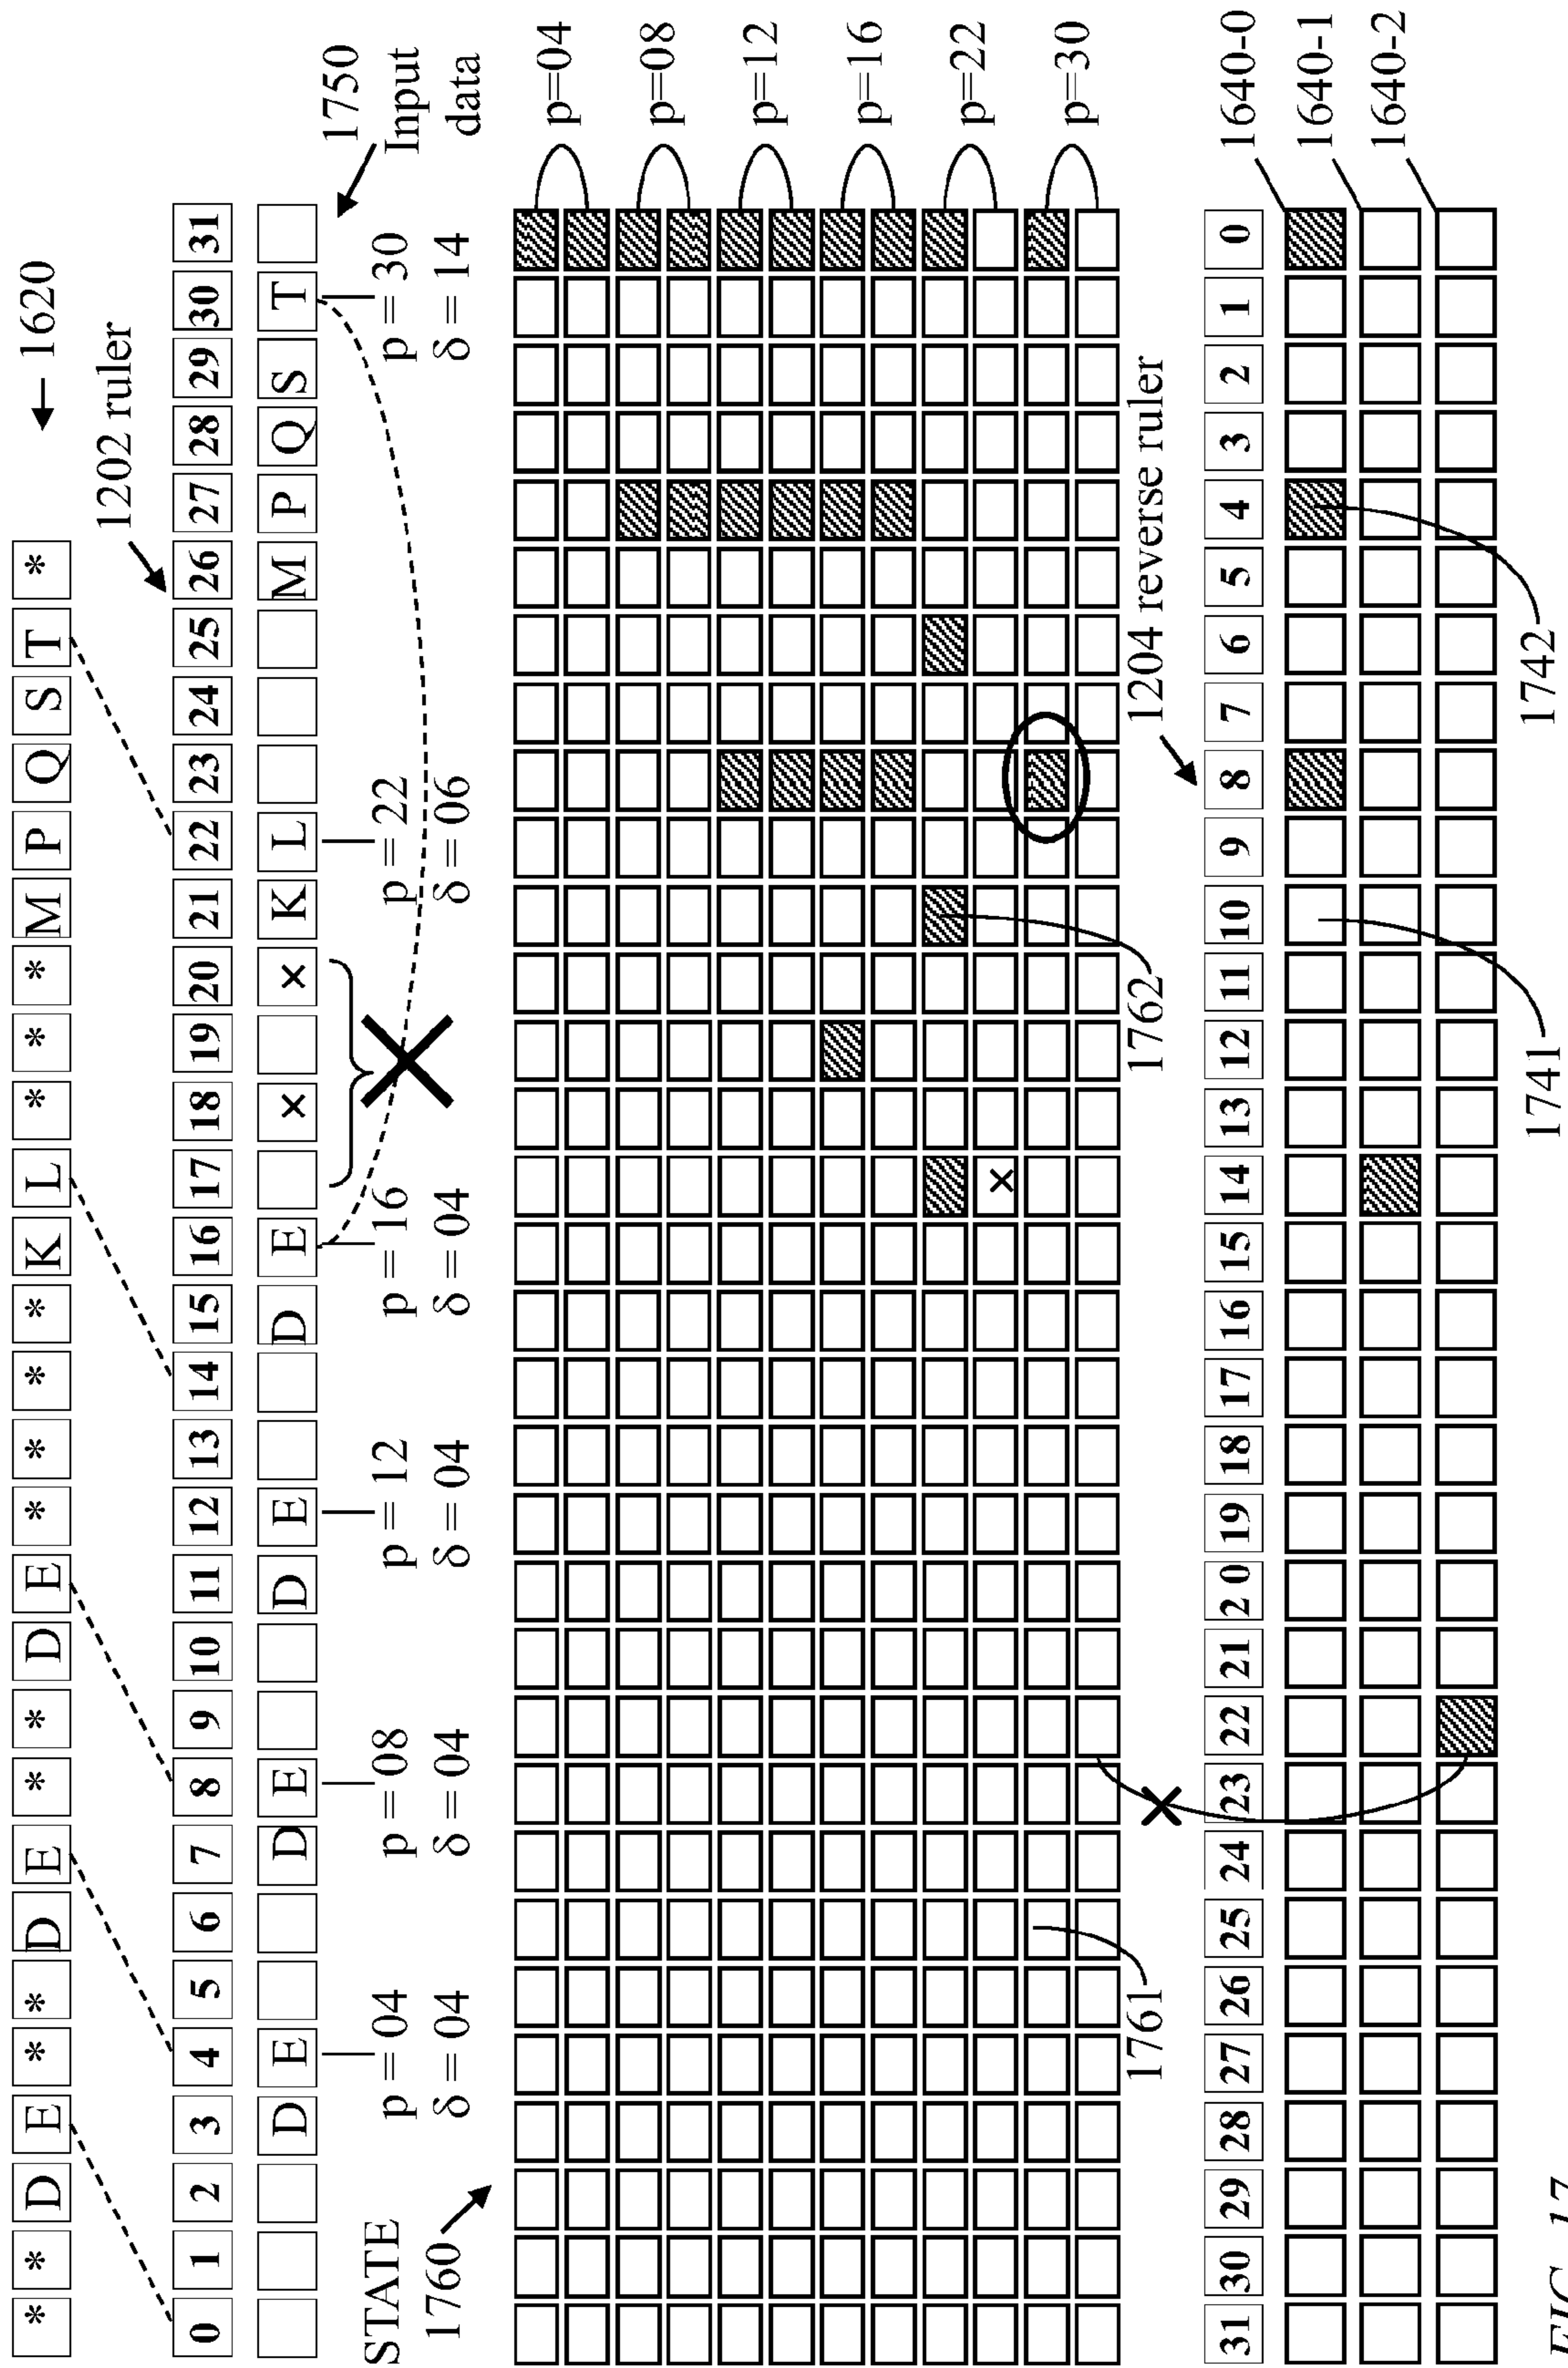 * * D E * * D E * * D E * * * * K L * * * M P Q S T * ← 1620
1202 ruler
0 1 2 3 4 5 6 7 8 9 10 11 12 13 14 15 16 17 18 19 20 21 22 23 24 25 26 27 28 29 30 31
D E D E D E D E × × K L M P Q S T
1750
Input
data
p = 04 p = 08 p = 12 p = 16 p = 22 p = 30
δ = 04 δ = 04 δ = 04 δ = 04 δ = 06 δ = 14
STATE
1760
p=04
p=08
p=12
p=16
p=22
×
p=30
1761 1762 1204 reverse ruler
31 30 29 28 27 26 25 24 23 22 21 2 0 19 18 17 16 15 14 13 12 11 10 9 8 7 6 5 4 3 2 1 0
1640-0
1640-1
1640-2
1741 1742
FIG. 17